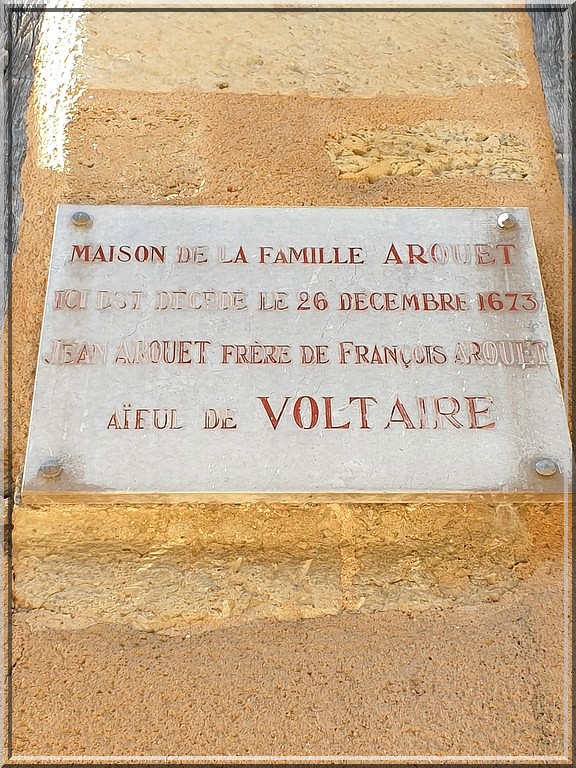 MAISON DE LA FAMILLE AROUET
ICI EST DÉCÉDÉ LE 26 DECEMBRE 1673
JEAN AROUET FRÈRE DE FRANÇOIS AROUET
AÏEUL DE VOLTAIRE